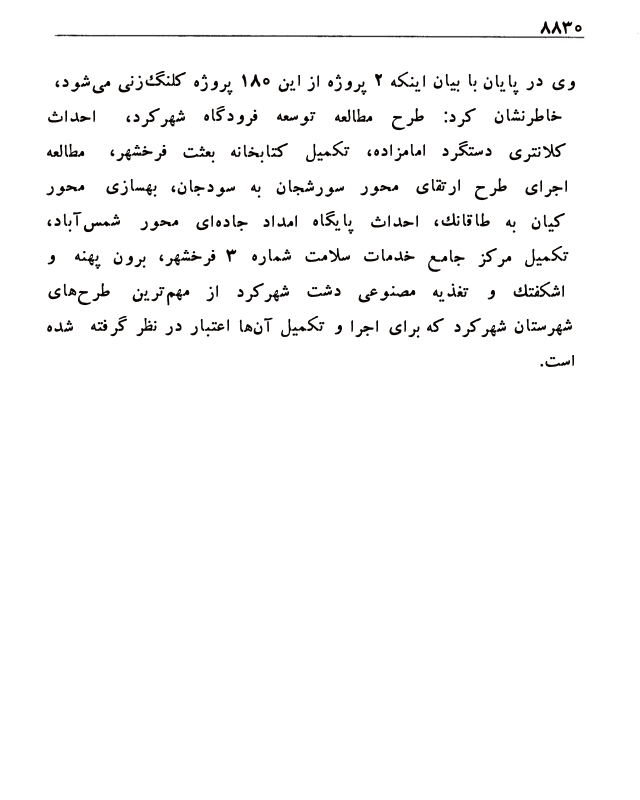 ۸۸۳۰
وی در پایان با بیان اینکه ۲ پروژه از این ۱۸۰ پروژه کلنگ‌زنی می‌شود،
خاطرنشان کرد: طرح مطالعه توسعه فرودگاه شهرکرد، احداث
کلانتری دستگرد امامزاده، تکمیل کتابخانه بعثت فرخشهر، مطالعه
اجرای طرح ارتقای محور سورشجان به سودجان، بهسازی محور
کیان به طاقانک، احداث پایگاه امداد جاده‌ای محور شمس‌آباد،
تکمیل مرکز جامع خدمات سلامت شماره ۳ فرخشهر، برون پهنه و
اشکفتک و تغذیه مصنوعی دشت شهرکرد از مهم‌ترین طرح‌های
شهرستان شهرکرد که برای اجرا و تکمیل آن‌ها اعتبار در نظر گرفته شده
است.